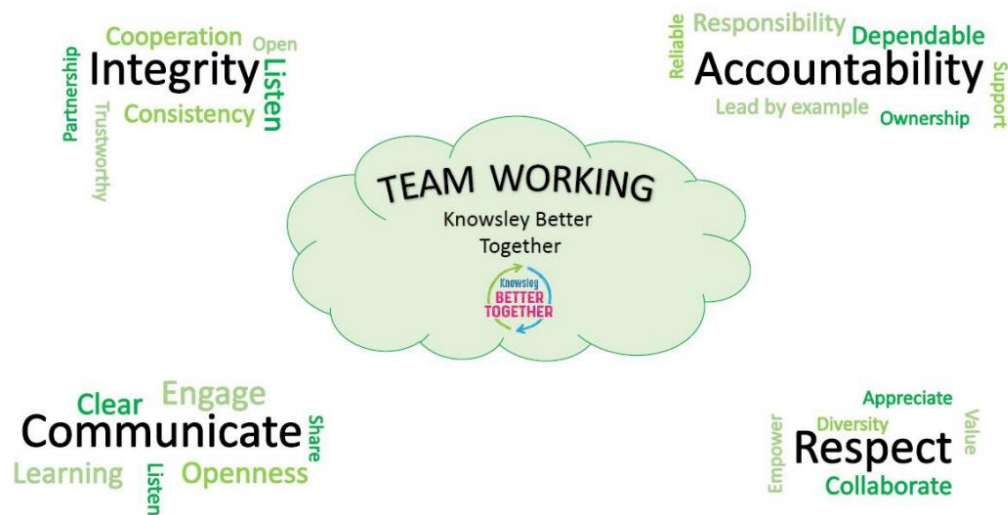 Cooperation
Open
Integrity
Listen
Partnership
Consistency
Trustworthy
Responsibility
Reliable
Dependable
Accountability
Support
Lead by example
Ownership
TEAM WORKING
Knowsley Better
Together
Knowsley
BETTER
TOGETHER
Engage
Clear
Communicate
Share
Learning
Listen
Openness
Appreciate
Diversity
Value
Empower
Respect
Collaborate